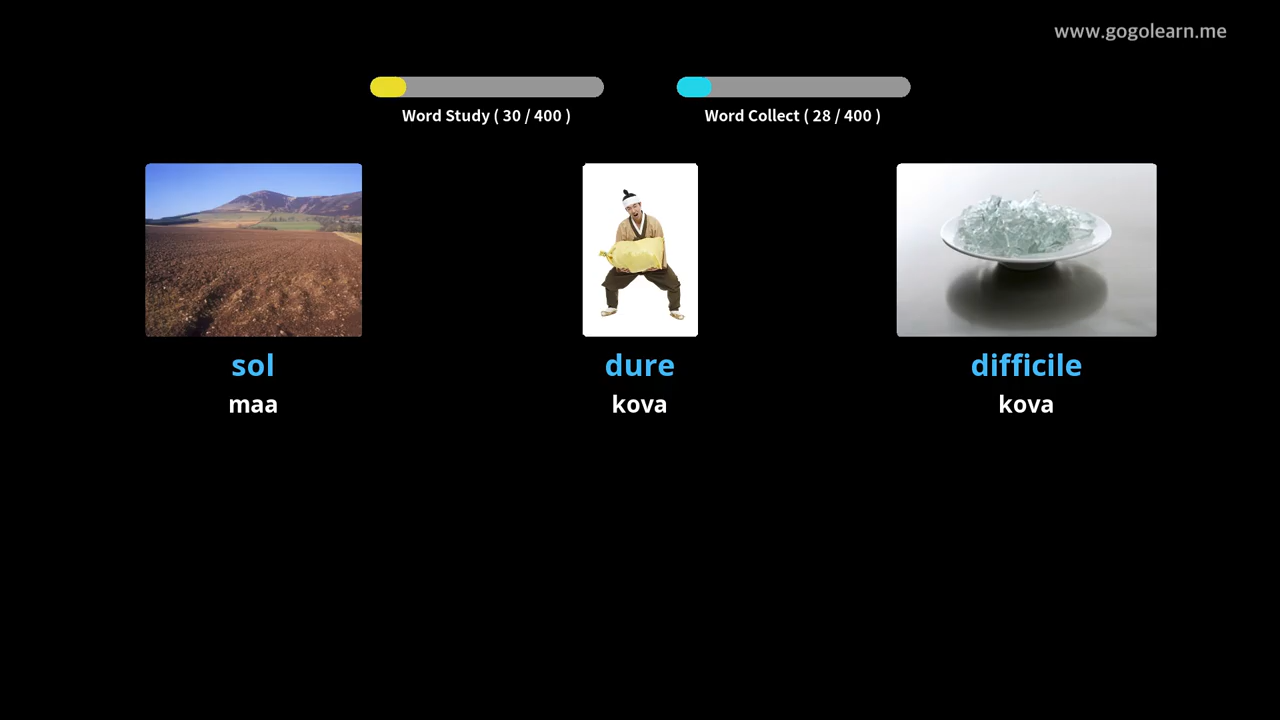 www.gogolearn.me
Word Study ( 30 / 400 )
Word Collect ( 28 / 400 )
sol
maa
dure
kova
difficile
kova